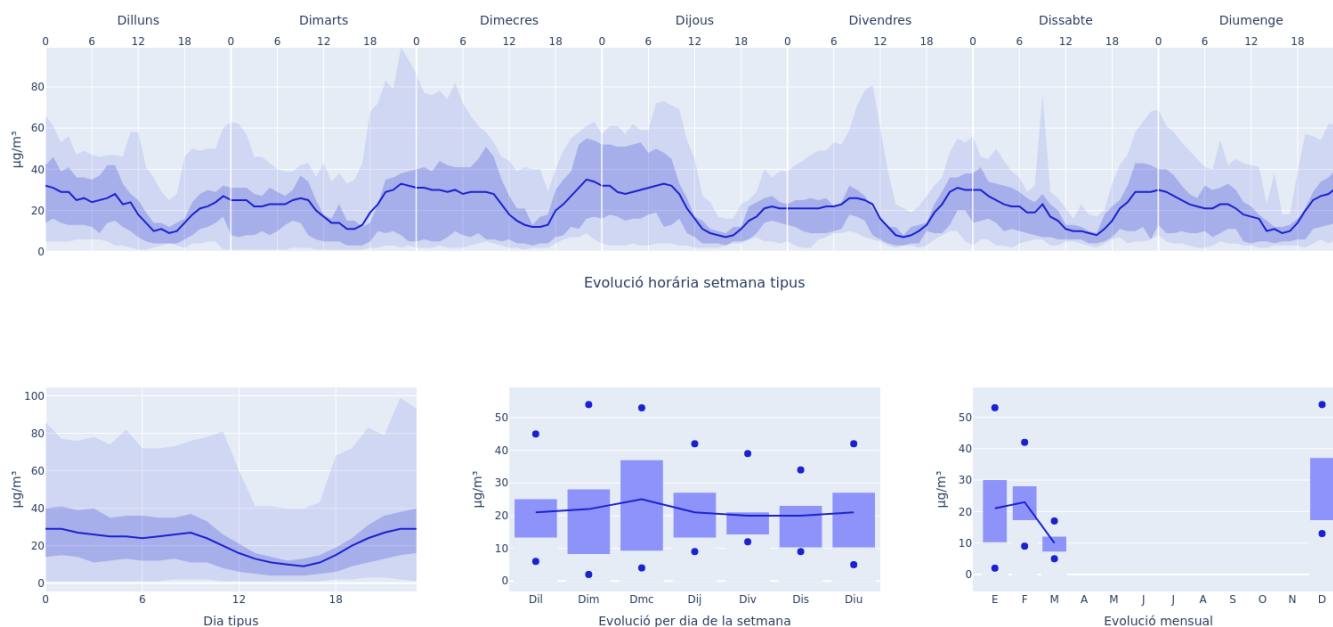 Dilluns Dimarts Dimecres Dijous Divendres Dissabte Diumenge
0 6 12 18 0 6 12 18 0 6 12 18 0 6 12 18 0 6 12 18 0 6 12 18 0 6 12 18
80
60
40
20
0
µg/m³
Evolució horária setmana tipus
100
80
60
40
20
0
µg/m³
0 6 12 18
Dia tipus
50
40
30
20
10
0
µg/m³
Dil Dim Dmc Dij Div Dis Diu
Evolució per dia de la setmana
50
40
30
20
10
0
µg/m³
E F M A M J J A S O N D
Evolució mensual